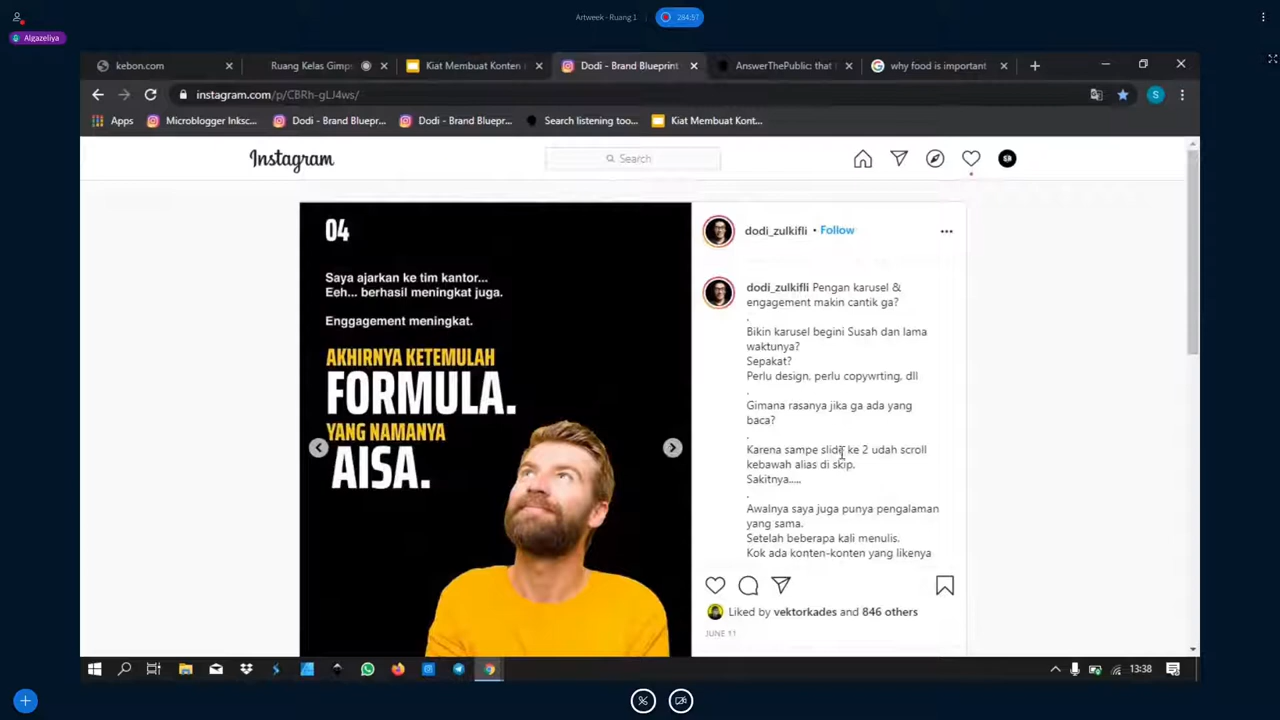 Artweek - Ruang 1
284:57
Algazeliya
kebon.com
Ruang Kelas Gimp
Kiat Membuat Konten
Dodi - Brand Blueprint
AnswerThePublic: that
why food is important
instagram.com/p/CBRh-gLJ4ws/
S
Apps
Microblogger Inksc...
Dodi - Brand Bluepr...
Dodi - Brand Bluepr...
Search listening too...
Kiat Membuat Kont...
Instagram
Search
04
Saya ajarkan ke tim kantor...
Eeh... berhasil meningkat juga.
Enggagement meningkat.
AKHIRNYA KETEMULAH
FORMULA.
YANG NAMANYA
AISA.
dodi_zulkifli • Follow
dodi_zulkifli Pengan karusel &
engagement makin cantik ga?
.
Bikin karusel begini Susah dan lama
waktunya?
Sepakat?
Perlu design, perlu copywrting, dll
.
Gimana rasanya jika ga ada yang
baca?
.
Karena sampe slide ke 2 udah scroll
kebawah alias di skip.
Sakitnya.....
.
Awalnya saya juga punya pengalaman
yang sama.
Setelah beberapa kali menulis.
Kok ada konten-konten yang likenya
Liked by vektorkades and 846 others
JUNE 11
13:38